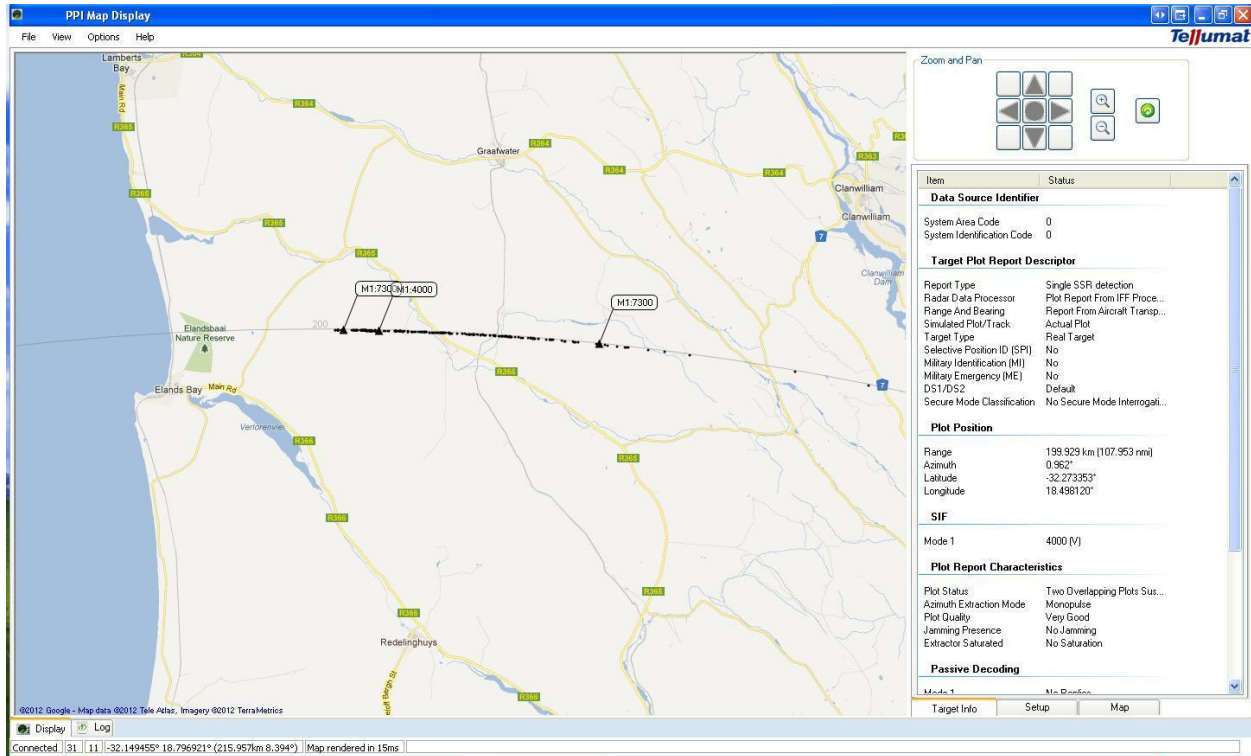 PPI Map Display
File View Options Help
Tellumat
Lamberts
Bay
R364
Main Rd
R364
R365
Graafwater
R364
R363
R365
R364
Clanwilliam
Clanwilliam
R365
7
R365
Clanwilliam
Dam
M1:7300
M1:4000
M1:7300
200
Elandsbaai
Nature Reserve
R365
7
Elands Bay
Main Rd
Verlorenvlei
R366
R365
R366
R365
R366
Redelinghuys
R366
©2012 Google - Map data ©2012 Tele Atlas, Imagery ©2012 TerraMetrics
Zoom and Pan
Item Status
Data Source Identifier
System Area Code 0
System Identification Code 0
Target Plot Report Descriptor
Report Type Single SSR detection
Radar Data Processor Plot Report From IFF Proce...
Range And Bearing Report From Aircraft Transp...
Simulated Plot/Track Actual Plot
Target Type Real Target
Selective Position ID (SPI) No
Military Identification (MI) No
Military Emergency (ME) No
DS1/DS2 Default
Secure Mode Classification No Secure Mode Interrogati...
Plot Position
Range 199.929 km (107.953 nmi)
Azimuth 0.962°
Latitude -32.273353°
Longitude 18.498120°
SIF
Mode 1 4000 (V)
Plot Report Characteristics
Plot Status Two Overlapping Plots Sus...
Azimuth Extraction Mode Monopulse
Plot Quality Very Good
Jamming Presence No Jamming
Extractor Saturated No Saturation
Passive Decoding
Mode 1 No Replies
Target Info Setup Map
Display Log
Connected 31 11 -32.149455° 18.796921° (215.957km 8.394°) Map rendered in 15ms